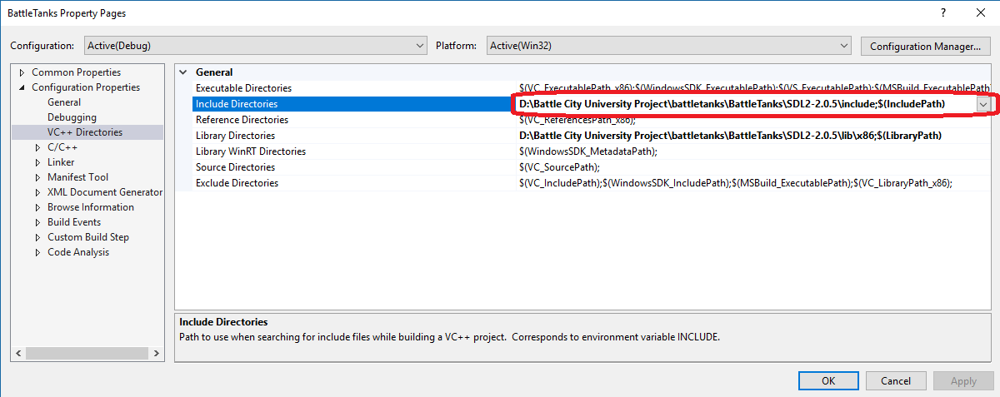 BattleTanks Property Pages
?
Configuration: Active(Debug) Platform: Active(Win32) Configuration Manager...
Common Properties
Configuration Properties
General
Debugging
VC++ Directories
C/C++
Linker
Manifest Tool
XML Document Generator
Browse Information
Build Events
Custom Build Step
Code Analysis
General
Executable Directories $(VC_ExecutablePath_x86);$(WindowsSDK_ExecutablePath);$(VS_ExecutablePath);$(MSBuild_ExecutablePath)
Include Directories D:\Battle City University Project\battletanks\BattleTanks\SDL2-2.0.5\include;$(IncludePath)
Reference Directories $(VC_ReferencesPath_x86);
Library Directories D:\Battle City University Project\battletanks\BattleTanks\SDL2-2.0.5\lib\x86;$(LibraryPath)
Library WinRT Directories $(WindowsSDK_MetadataPath);
Source Directories $(VC_SourcePath);
Exclude Directories $(VC_IncludePath);$(WindowsSDK_IncludePath);$(MSBuild_ExecutablePath);$(VC_LibraryPath_x86);
Include Directories
Path to use when searching for include files while building a VC++ project. Corresponds to environment variable INCLUDE.
OK Cancel Apply